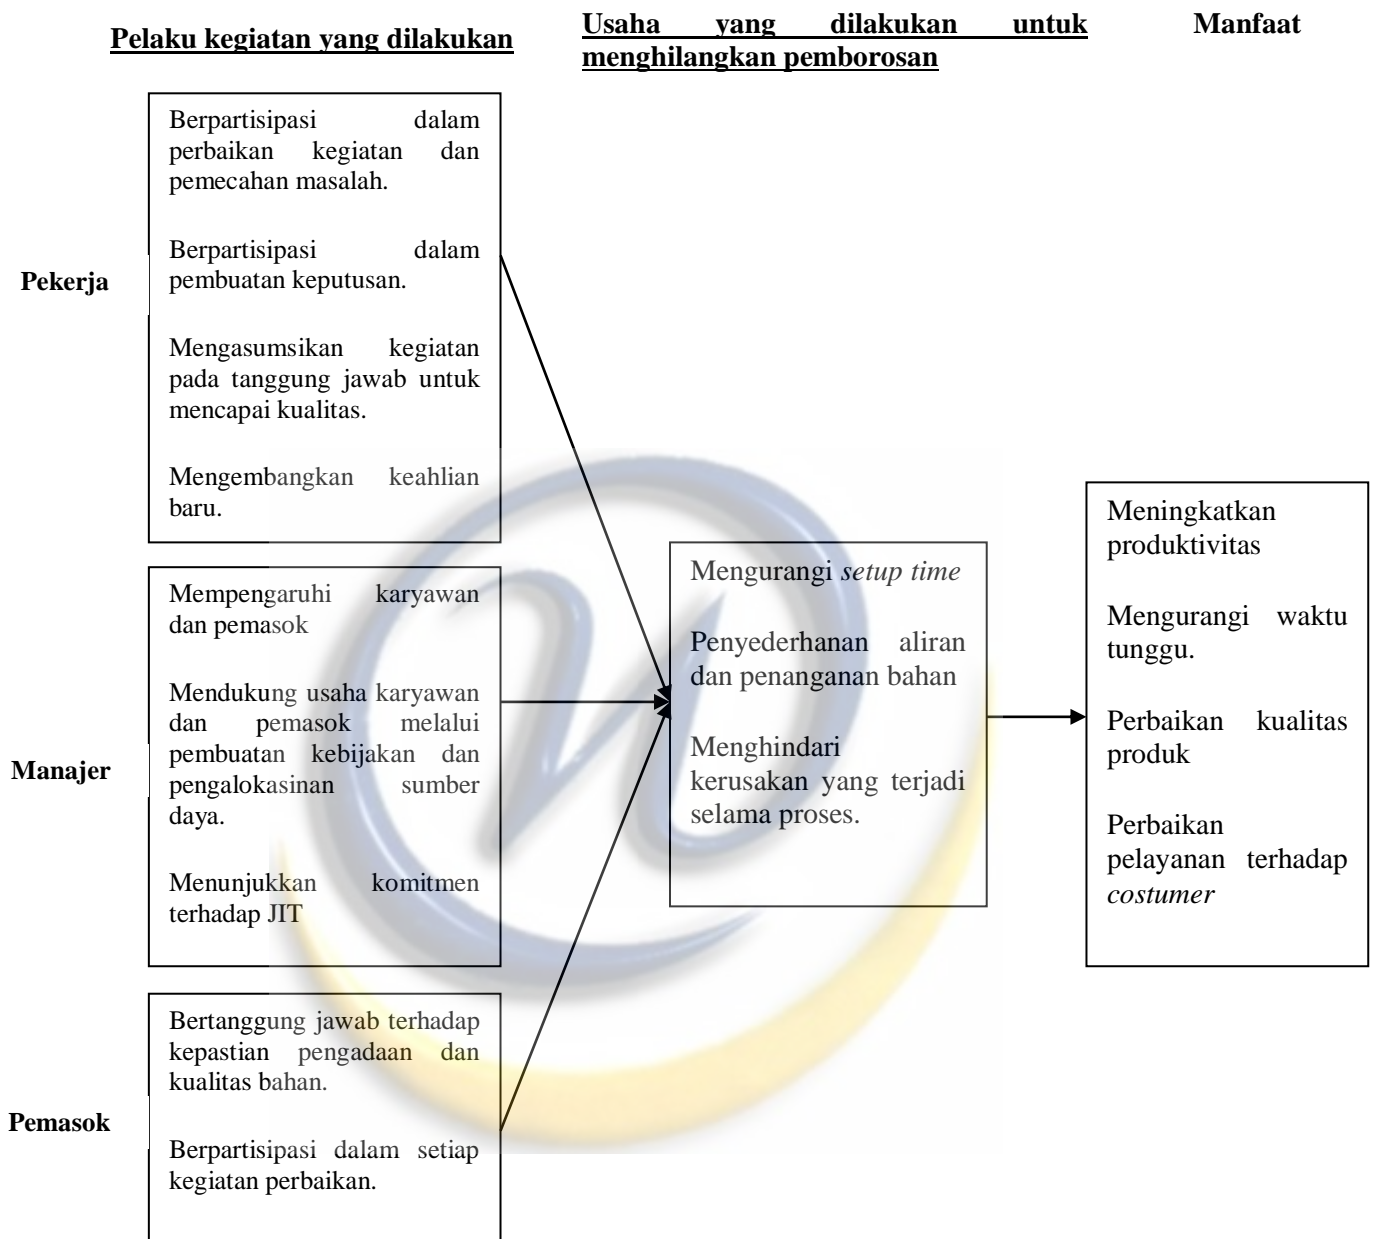 Pelaku kegiatan yang dilakukan
Usaha yang dilakukan untuk
menghilangkan pemborosan
Manfaat
Pekerja
Berpartisipasi dalam
perbaikan kegiatan dan
pemecahan masalah.
Berpartisipasi dalam
pembuatan keputusan.
Mengasumsikan kegiatan
pada tanggung jawab untuk
mencapai kualitas.
Mengembangkan keahlian
baru.
Manajer
Mempengaruhi karyawan
dan pemasok
Mendukung usaha karyawan
dan pemasok melalui
pembuatan kebijakan dan
pengalokasinan sumber
daya.
Menunjukkan komitmen
terhadap JIT
Pemasok
Bertanggung jawab terhadap
kepastian pengadaan dan
kualitas bahan.
Berpartisipasi dalam setiap
kegiatan perbaikan.
Mengurangi setup time
Penyederhanan aliran
dan penanganan bahan
Menghindari
kerusakan yang terjadi
selama proses.
Meningkatkan
produktivitas
Mengurangi waktu
tunggu.
Perbaikan kualitas
produk
Perbaikan
pelayanan terhadap
costumer